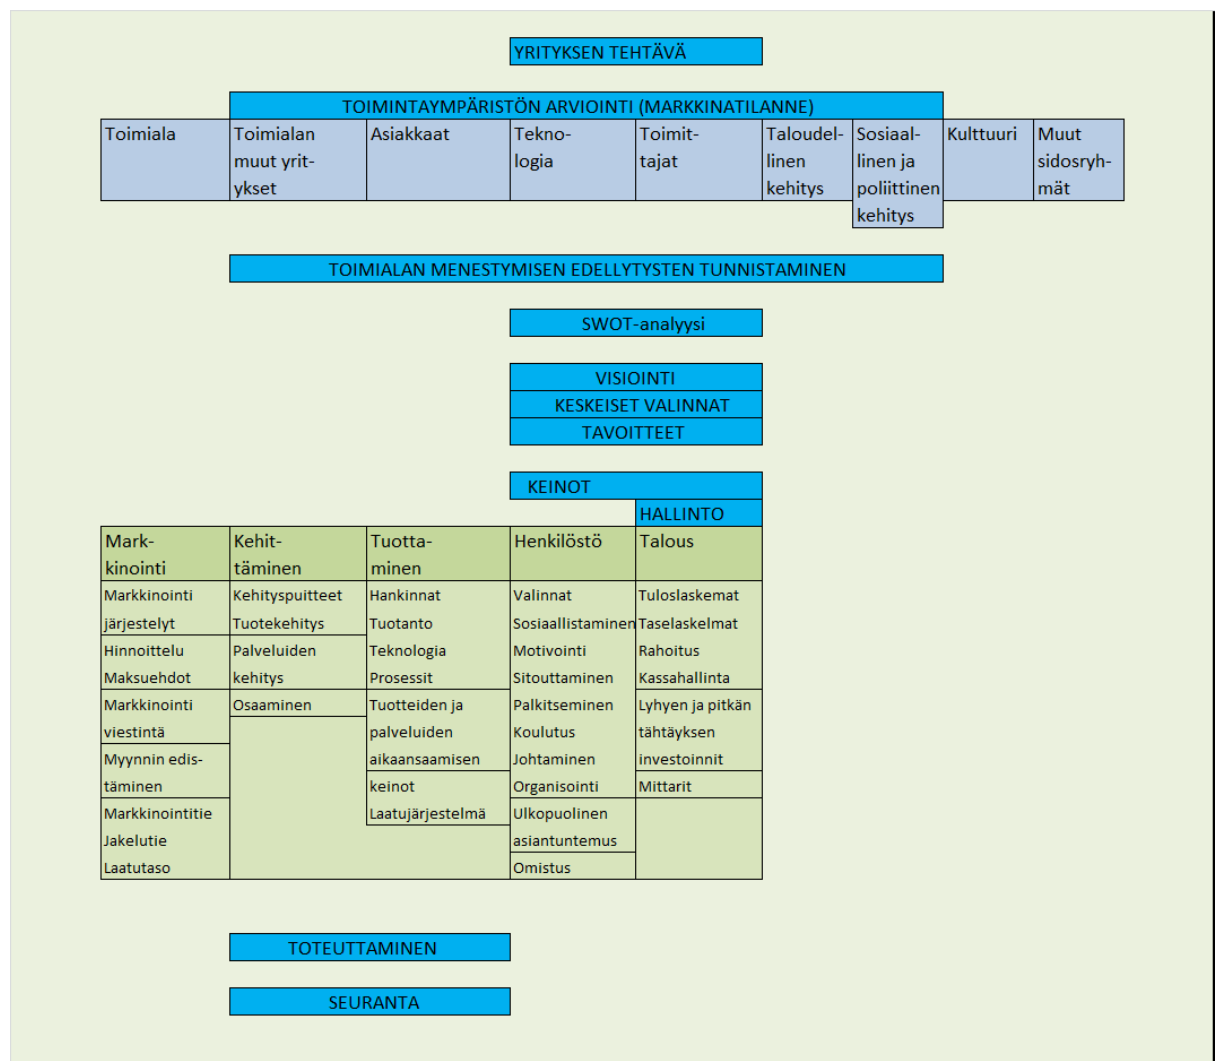 YRITYKSEN TEHTÄVÄ
TOIMINTAYMPÄRISTÖN ARVIOINTI (MARKKINATILANNE)
Toimiala
Toimialan
muut yrit-
ykset
Asiakkaat
Tekno-
logia
Toimit-
tajat
Taloudel-
linen
kehitys
Sosiaal-
linen ja
poliittinen
kehitys
Kulttuuri
Muut
sidosryh-
mät
TOIMIALAN MENESTYMISEN EDELLYTYSTEN TUNNISTAMINEN
SWOT-analyysi
VISIOINTI
KESKEISET VALINNAT
TAVOITTEET
KEINOT
HALLINTO
Mark-
kinointi
Markkinointi
järjestelyt
Hinnoittelu
Maksuehdot
Markkinointi
viestintä
Myynnin edis-
täminen
Markkinointitie
Jakelutie
Laatutaso
Kehit-
täminen
Kehityspuitteet
Tuotekehitys
Palveluiden
kehitys
Osaaminen
Tuotta-
minen
Hankinnat
Tuotanto
Teknologia
Prosessit
Tuotteiden ja
palveluiden
aikaansaamisen
keinot
Laatujärjestelmä
Henkilöstö
Valinnat
Sosiaallistaminen
Motivointi
Sitouttaminen
Palkitseminen
Koulutus
Johtaminen
Organisointi
Ulkopuolinen
asiantuntemus
Omistus
Talous
Tuloslaskemat
Taselaskelmat
Rahoitus
Kassahallinta
Lyhyen ja pitkän
tähtäyksen
investoinnit
Mittarit
TOTEUTTAMINEN
SEURANTA